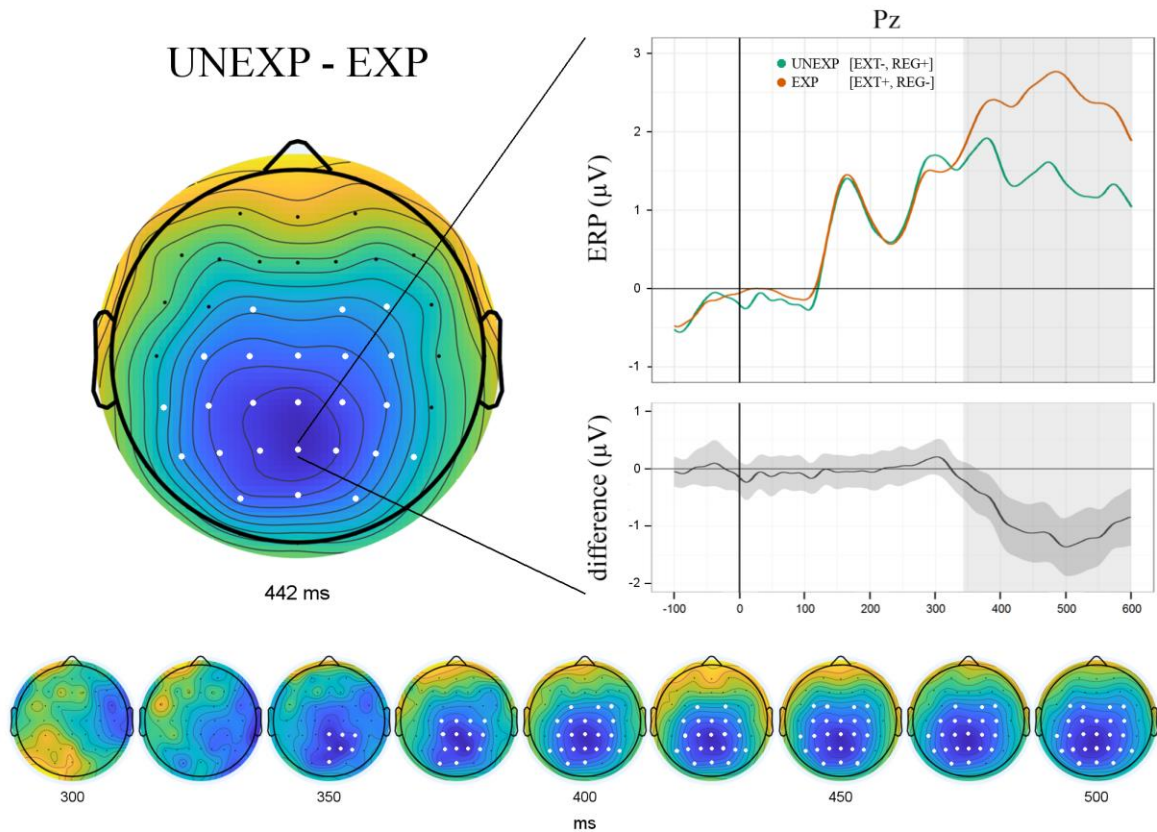 UNEXP - EXP
442 ms
Pz
UNEXP [EXT-, REG+]
EXP [EXT+, REG-]
ERP (µV)
3
2
1
0
-1
difference (µV)
1
0
-1
-2
-100 0 100 200 300 400 500 600
300 350 400 450 500
ms